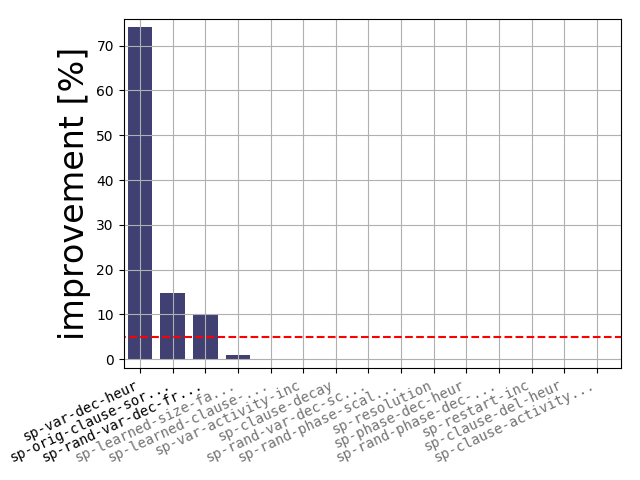 improvement [%]
70
60
50
40
30
20
10
0
sp-var-dec-heur
sp-orig-clause-sor...
sp-rand-var-dec-fr...
sp-learned-size-fa...
sp-learned-clause-...
sp-var-activity-inc
sp-clause-decay
sp-rand-var-dec-sc...
sp-rand-phase-scal...
sp-resolution
sp-phase-dec-heur
sp-rand-phase-dec-...
sp-restart-inc
sp-clause-del-heur
sp-clause-activity...